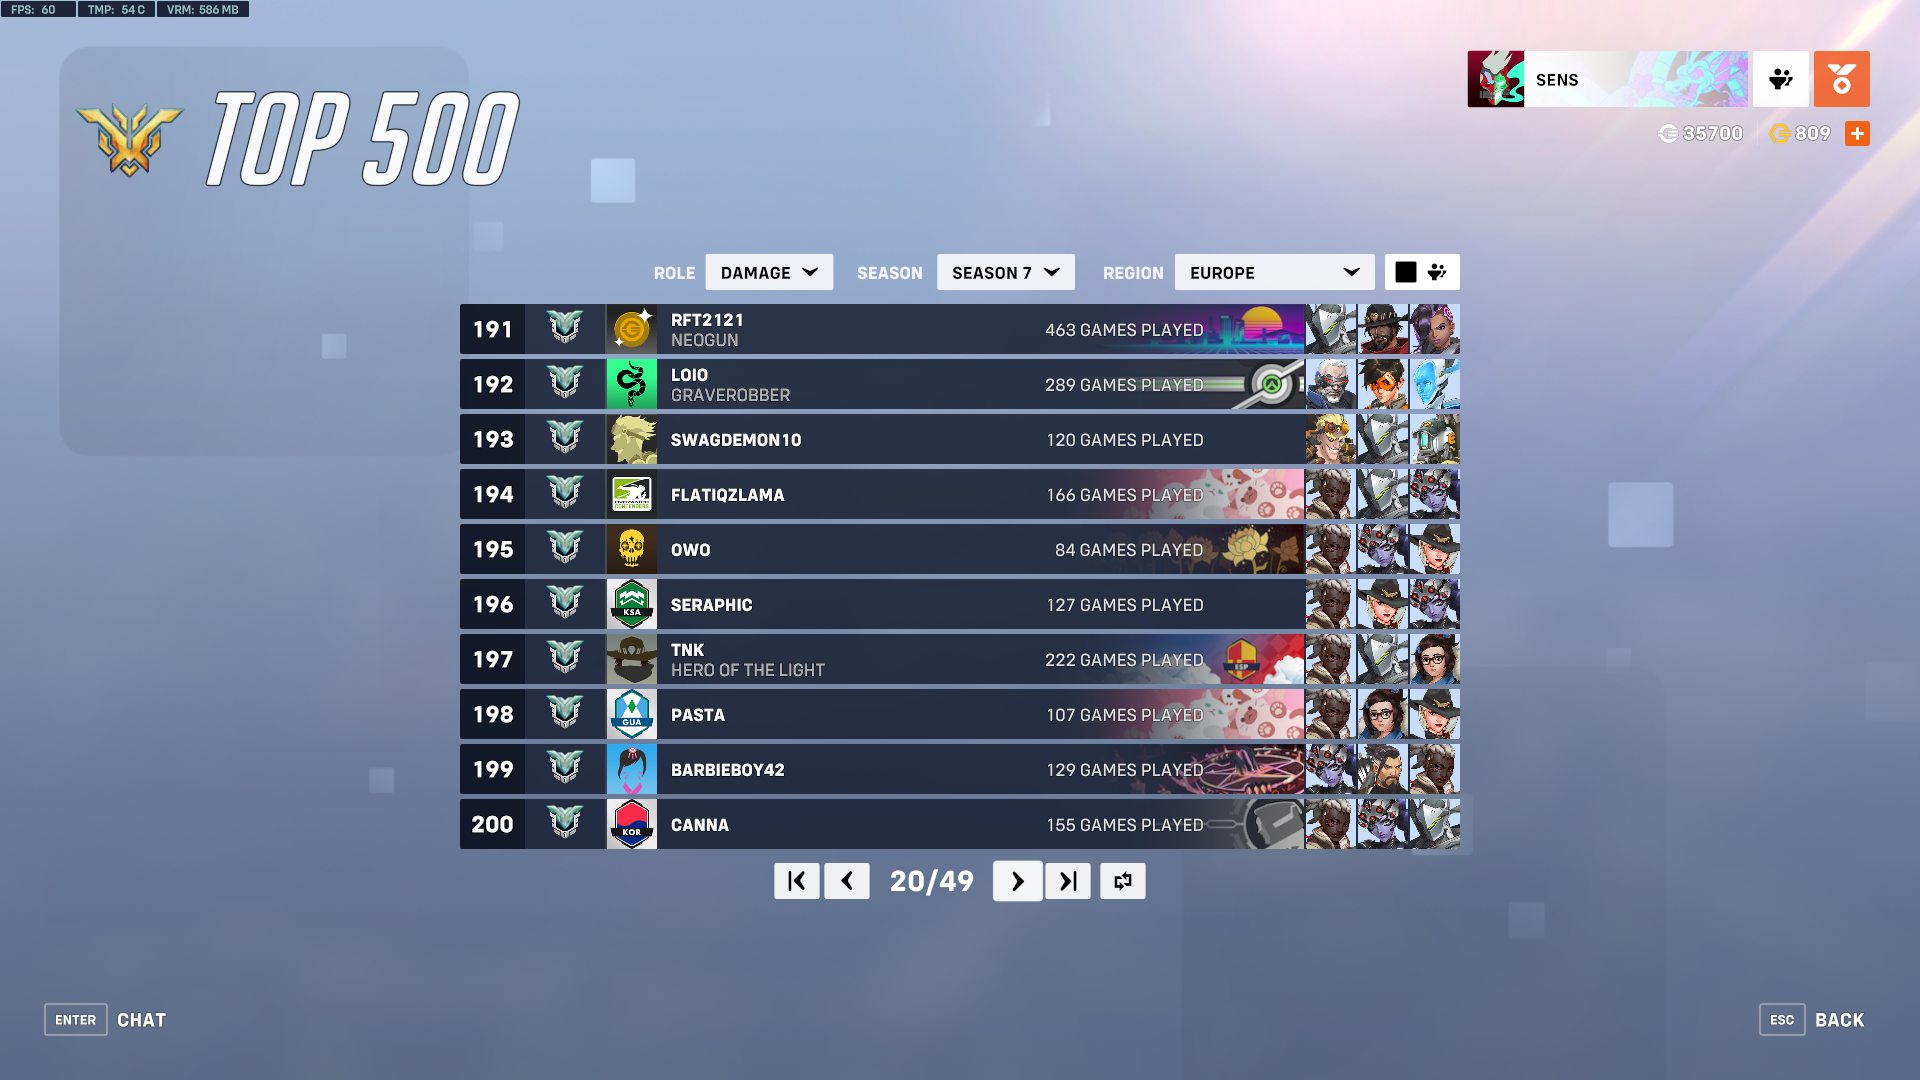 FPS: 60 TMP: 54 C VRM: 586 MB
TOP 500
SENS
35700 809
ROLE DAMAGE SEASON SEASON 7 REGION EUROPE
191 RFT2121 463 GAMES PLAYED
NEOGUN
192 LOIO 289 GAMES PLAYED
GRAVEROBBER
193 SWAGDEMON10 120 GAMES PLAYED
194 FLATIQZLAMA 166 GAMES PLAYED
CONTENDERS
195 OWO 84 GAMES PLAYED
196 KSA SERAPHIC 127 GAMES PLAYED
197 TNK 222 GAMES PLAYED ESP
HERO OF THE LIGHT
198 GUA PASTA 107 GAMES PLAYED
199 BARBIEBOY42 129 GAMES PLAYED
200 KOR CANNA 155 GAMES PLAYED
20/49
ENTER CHAT
ESC BACK